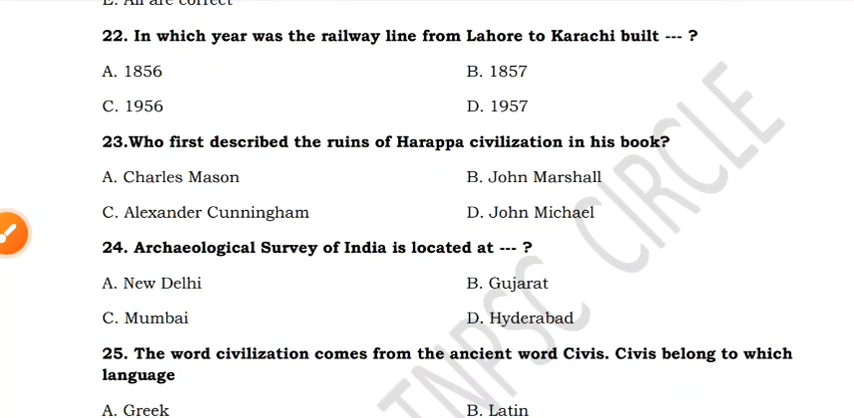 E. All are correct
22. In which year was the railway line from Lahore to Karachi built --- ?
A. 1856 B. 1857
C. 1956 D. 1957
23.Who first described the ruins of Harappa civilization in his book?
A. Charles Mason B. John Marshall
C. Alexander Cunningham D. John Michael
24. Archaeological Survey of India is located at --- ?
A. New Delhi B. Gujarat
C. Mumbai D. Hyderabad
25. The word civilization comes from the ancient word Civis. Civis belong to which
language
A. Greek B. Latin
TNPSC CIRCLE